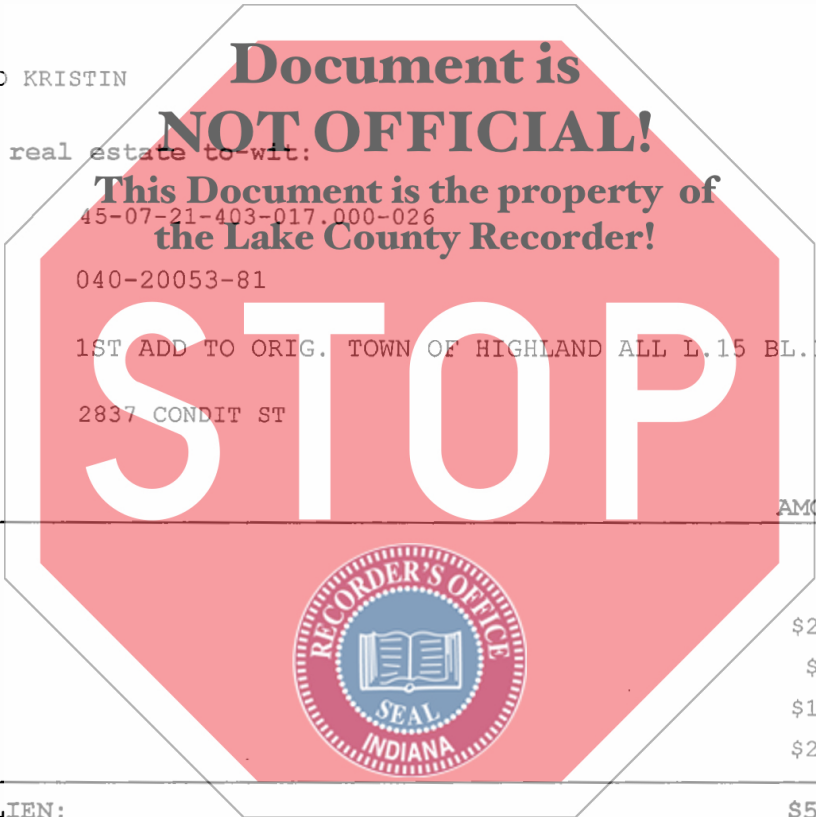 Document is
KRISTIN
NOT OFFICIAL!
real estate to-wit:
This Document is the property of
45-07-21-403-017.000-026
the Lake County Recorder!
040-20053-81
STOP
1ST ADD TO ORIG. TOWN OF HIGHLAND ALL L.15 BL.
2837 CONDIT ST
RECORDER'S OFFICE
SEAL
INDIANA